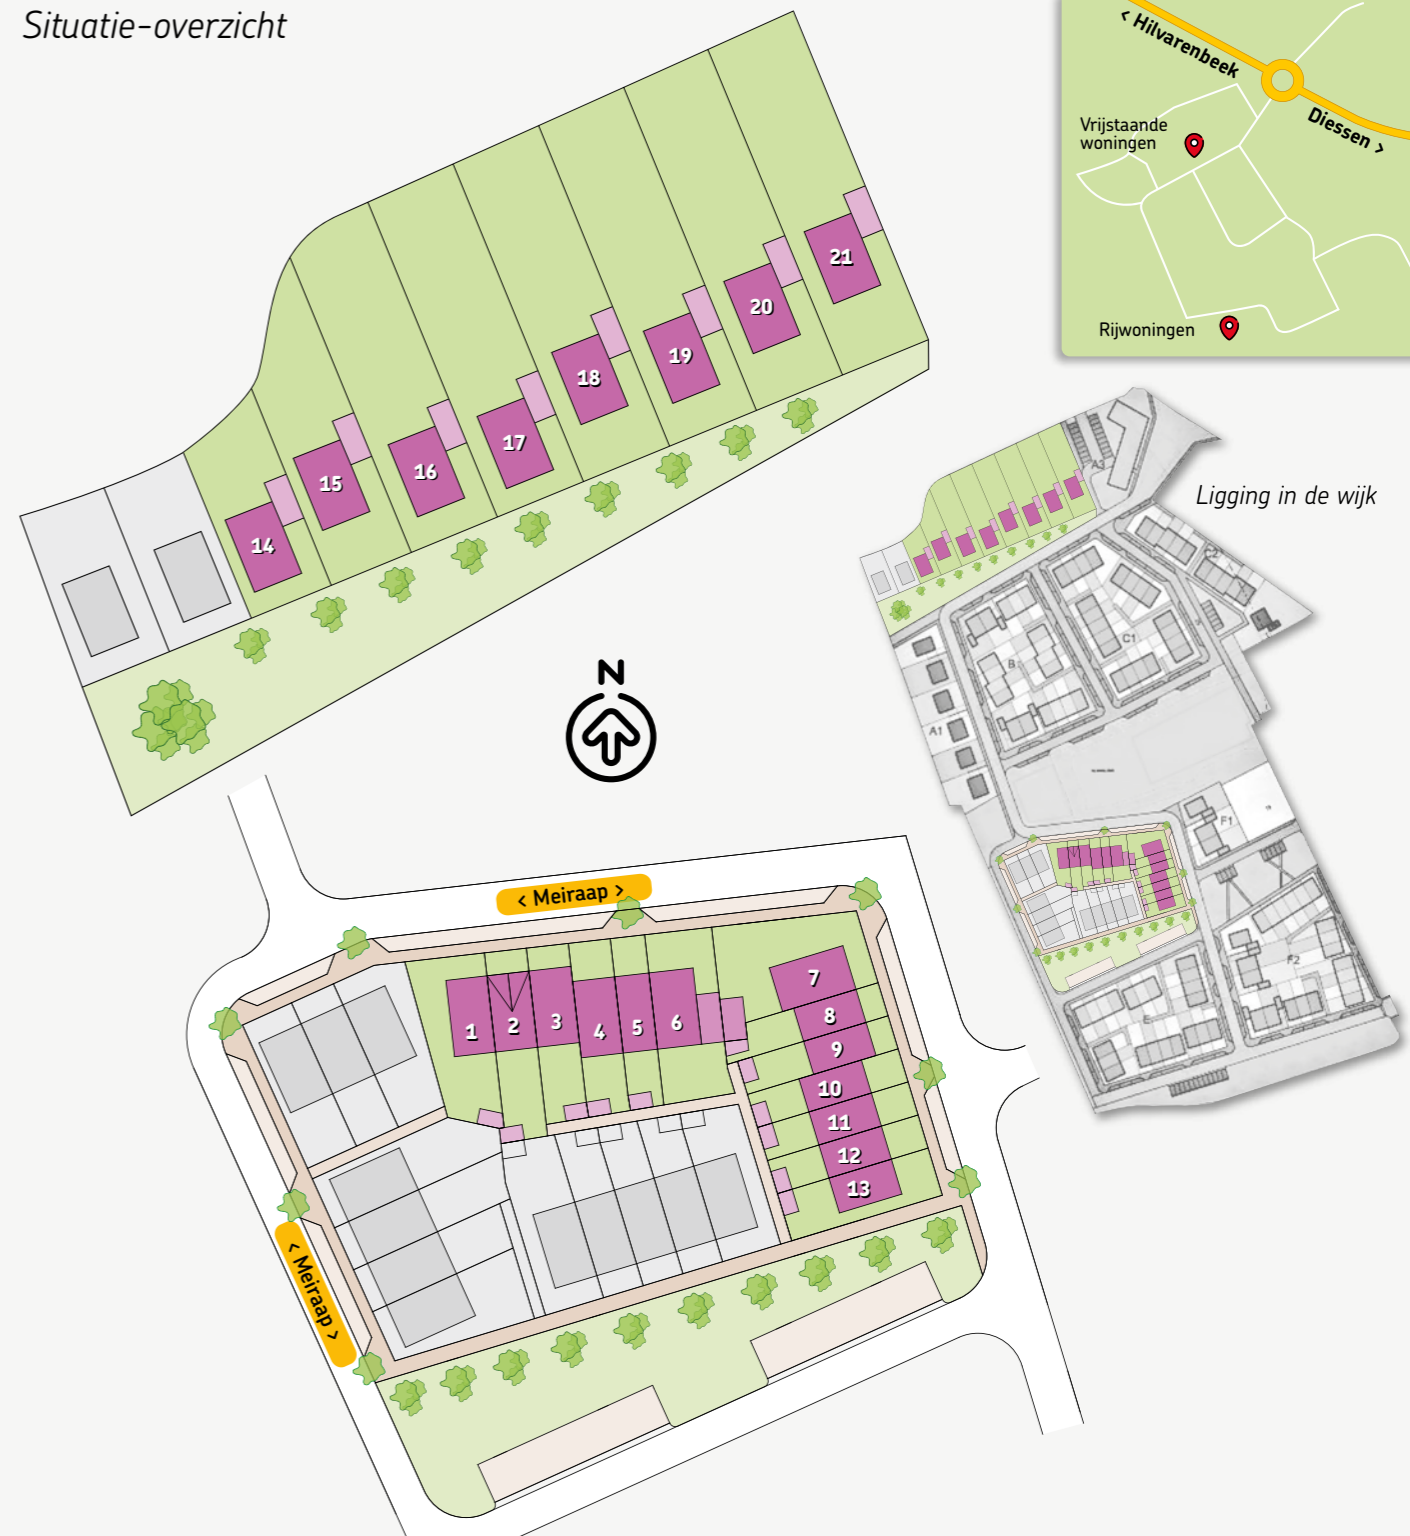 Situatie-overzicht
< Hilvarenbeek
Diessen >
Vrijstaande
woningen
Rijwoningen
21
20
19
18
17
16
15
14
Ligging in de wijk
A3
B
C1
A1
F1
F2
E
N
< Meiraap >
1
2
3
4
5
6
7
8
9
10
11
12
13
< Meiraap >